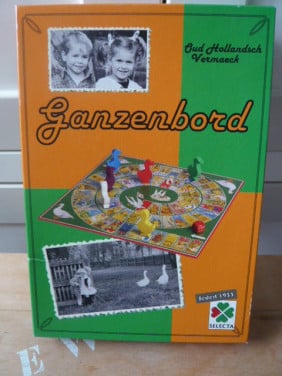 Oud Hollandsch
Vermaeck
Ganzenbord
Sedert 1933
SELECTA
E